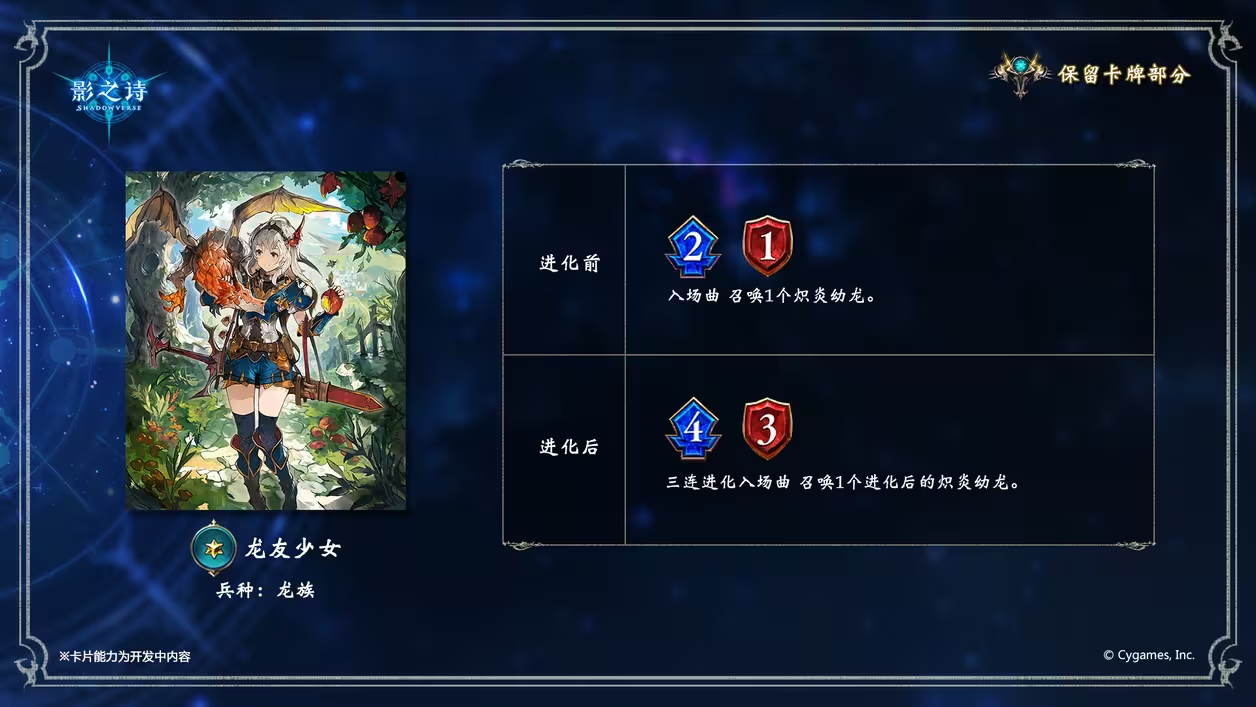 影之诗
SHADOWVERSE
保留卡牌部分
进化前
2 1
入场曲 召唤1个炽炎幼龙。
进化后
4 3
三连进化入场曲 召唤1个进化后的炽炎幼龙。
龙友少女
兵种：龙族
※卡片能力为开发中内容
© Cygames, Inc.